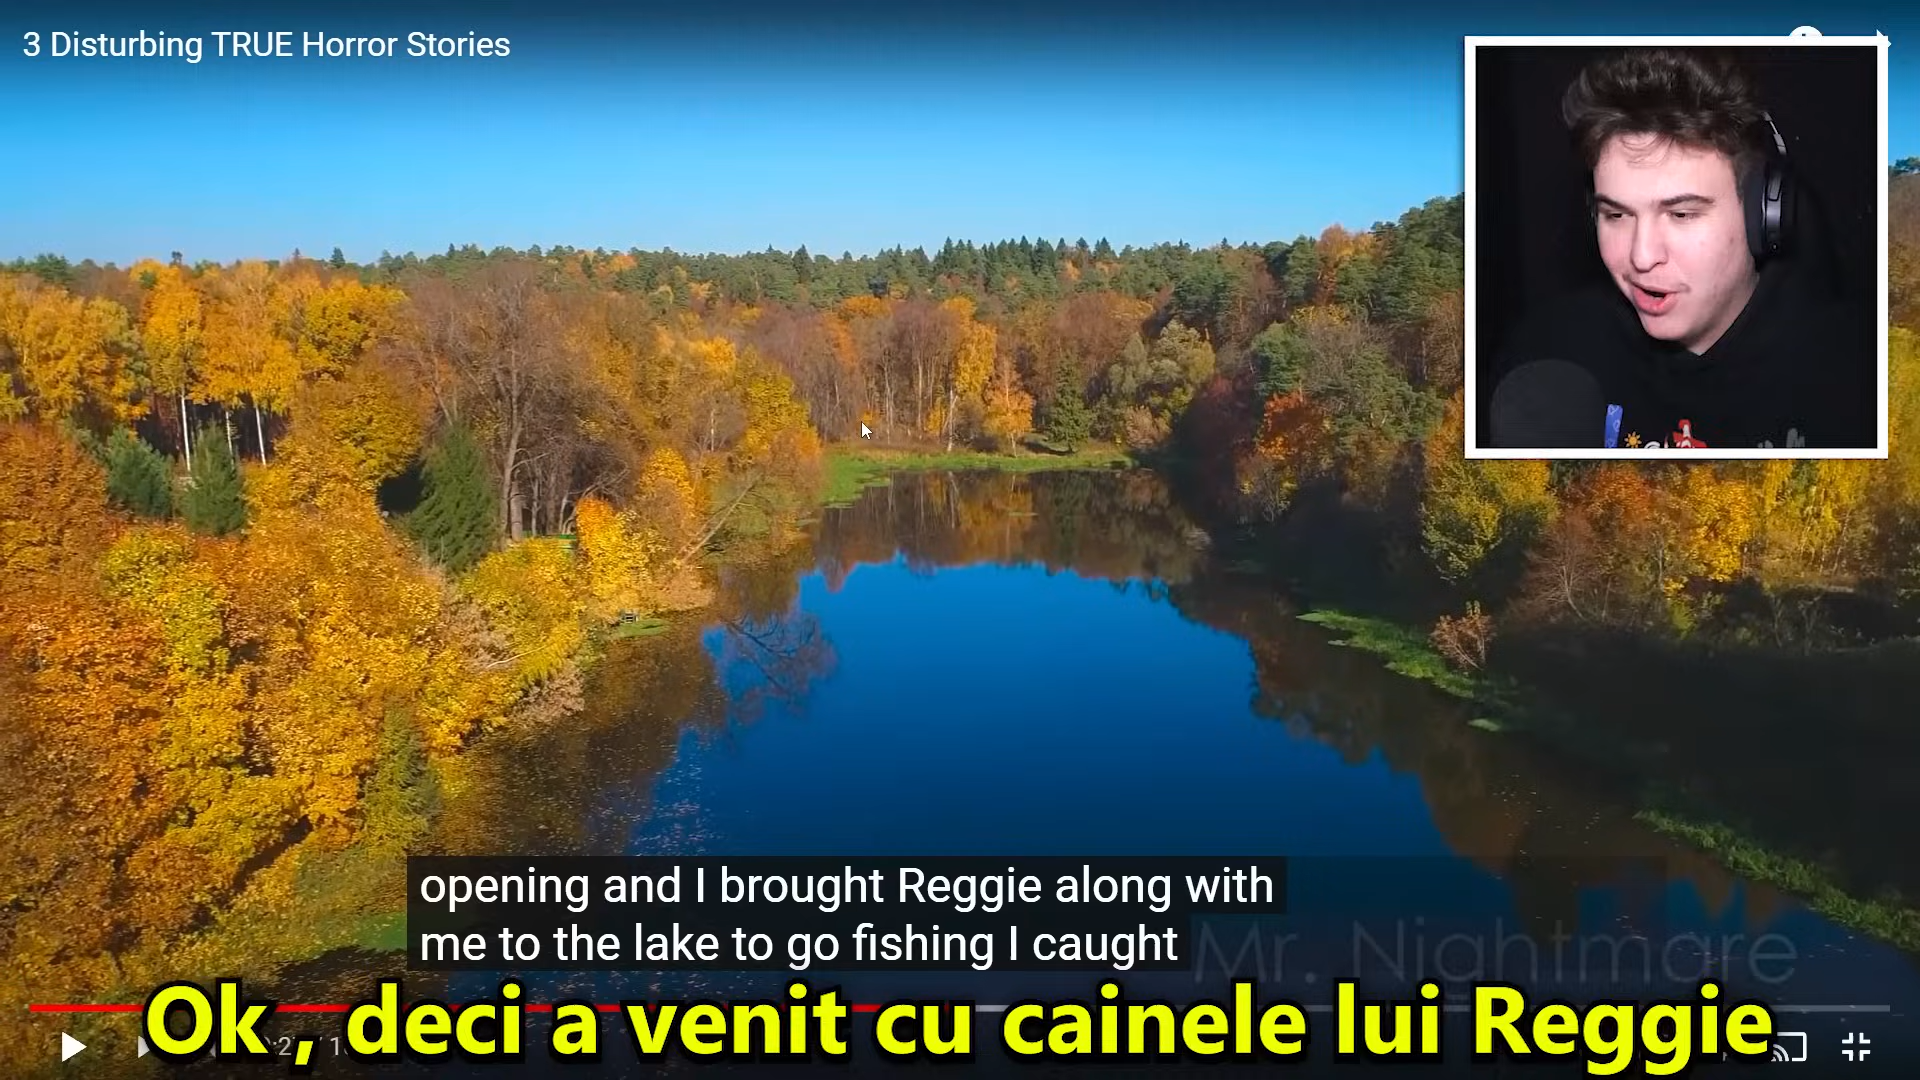 3 Disturbing TRUE Horror Stories
opening and I brought Reggie along with
me to the lake to go fishing I caught
Mr. Nightmare
Ok , deci a venit cu cainele lui Reggie